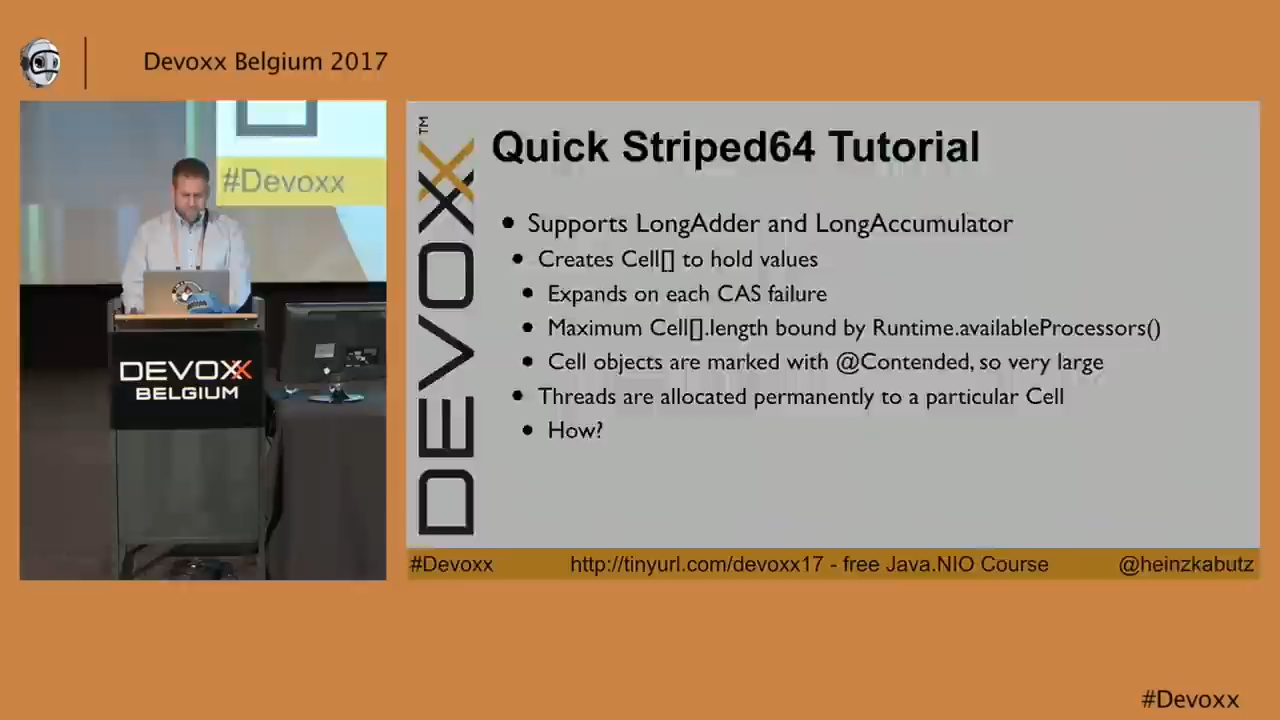 Devoxx Belgium 2017
#Devoxx
DEVOXX
BELGIUM
DEVOXX™
Quick Striped64 Tutorial
• Supports LongAdder and LongAccumulator
• Creates Cell[] to hold values
• Expands on each CAS failure
• Maximum Cell[].length bound by Runtime.availableProcessors()
• Cell objects are marked with @Contended, so very large
• Threads are allocated permanently to a particular Cell
• How?
#Devoxx http://tinyurl.com/devoxx17 - free Java.NIO Course @heinzkabutz
#Devoxx